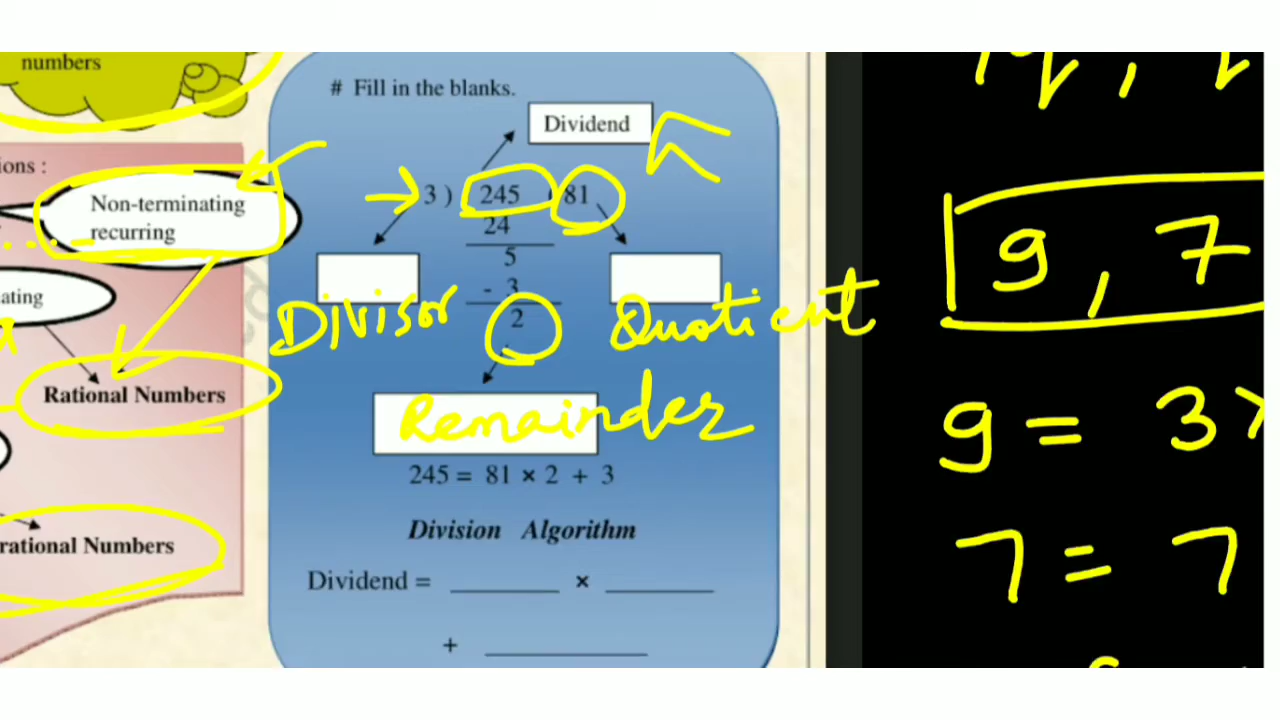 numbers
ions :
Non-terminating
recurring
ating
Rational Numbers
rational Numbers
# Fill in the blanks.
Dividend
3 ) 245 ( 81
24
5
- 3
2
Divisor
Quotient
Remainder
245 = 81 × 2 + 3
Division Algorithm
Dividend = ________ × ________
+ ________
9 , 7
9 = 3 ×
7 = 7